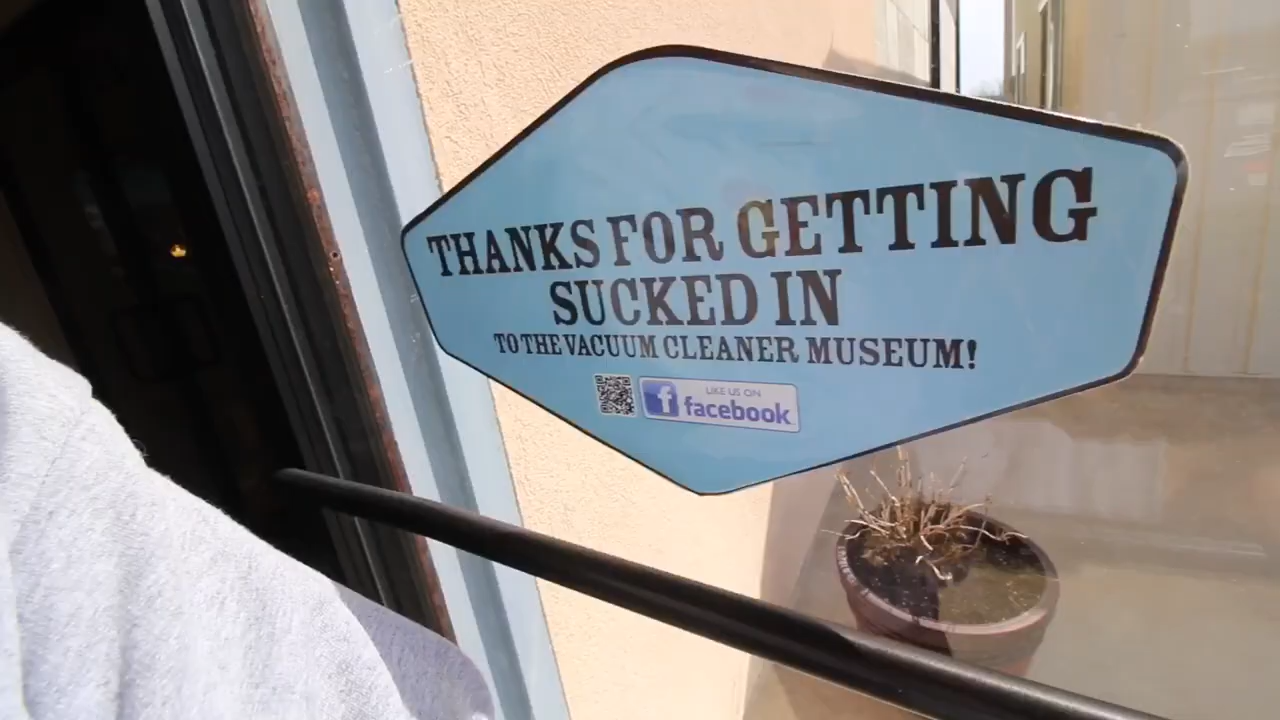 THANKS FOR GETTING
SUCKED IN
TO THE VACUUM CLEANER MUSEUM!
LIKE US ON
f facebook